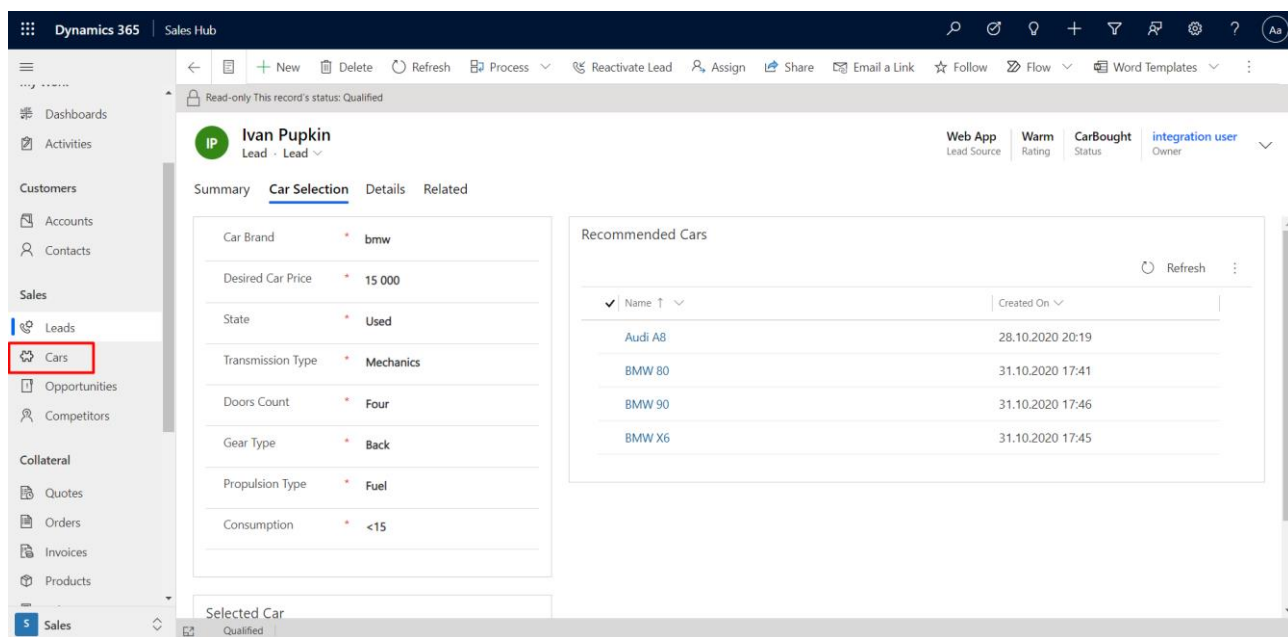 Dynamics 365 Sales Hub Aa
New Delete Refresh Process Reactivate Lead Assign Share Email a Link Follow Flow Word Templates
Read-only This record's status: Qualified
Dashboards
Activities
Customers
Accounts
Contacts
Sales
Leads
Cars
Opportunities
Competitors
Collateral
Quotes
Orders
Invoices
Products
S Sales
IP Ivan Pupkin
Lead · Lead
Web App Warm CarBought integration user
Lead Source Rating Status Owner
Summary Car Selection Details Related
Car Brand * bmw
Desired Car Price * 15 000
State * Used
Transmission Type * Mechanics
Doors Count * Four
Gear Type * Back
Propulsion Type * Fuel
Consumption * <15
Selected Car
Recommended Cars
Refresh
Name ↑ Created On
Audi A8 28.10.2020 20:19
BMW 80 31.10.2020 17:41
BMW 90 31.10.2020 17:46
BMW X6 31.10.2020 17:45
Qualified